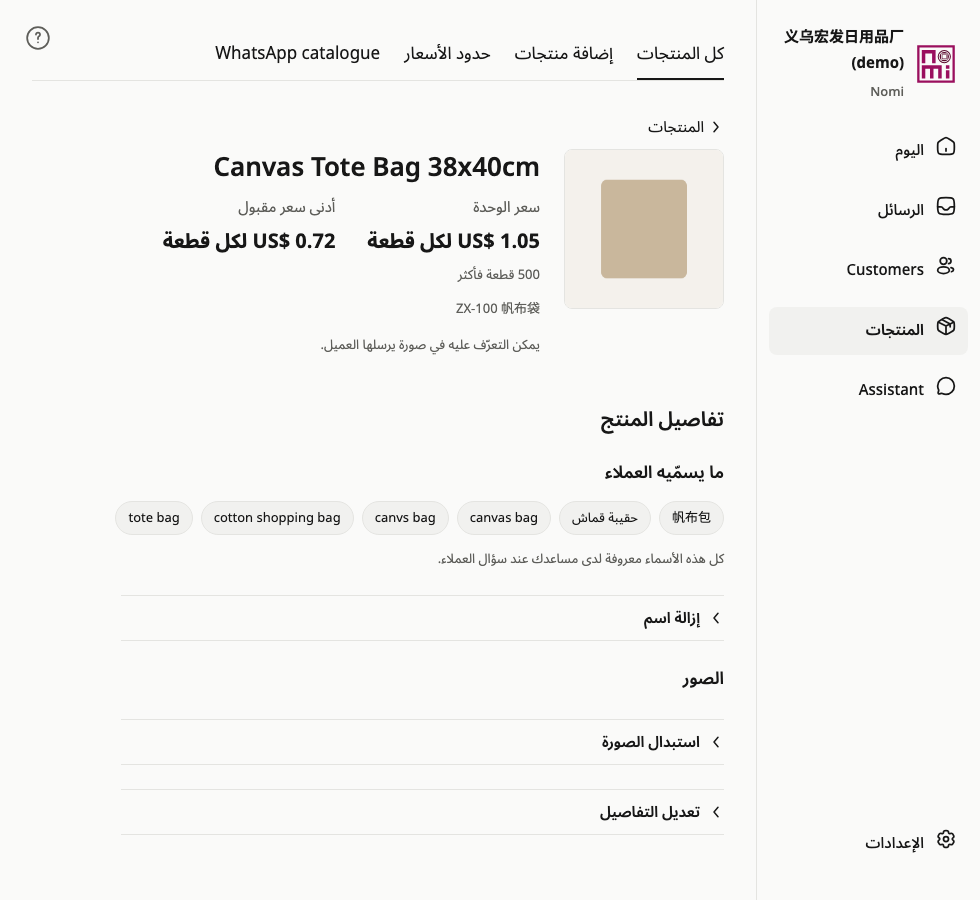 义乌宏发日用品厂
(demo)
Nomi
اليوم
الرسائل
Customers
المنتجات
Assistant
الإعدادات
كل المنتجات
إضافة منتجات
حدود الأسعار
WhatsApp catalogue
?
المنتجات
Canvas Tote Bag 38x40cm
سعر الوحدة
US$ 1.05 لكل قطعة
أدنى سعر مقبول
US$ 0.72 لكل قطعة
500 قطعة فأكثر
ZX-100 帆布袋
يمكن التعرّف عليه في صورة يرسلها العميل.
تفاصيل المنتج
ما يسمّيه العملاء
帆布包
حقيبة قماش
canvas bag
canvs bag
cotton shopping bag
tote bag
كل هذه الأسماء معروفة لدى مساعدك عند سؤال العملاء.
إزالة اسم
الصور
استبدال الصورة
تعديل التفاصيل